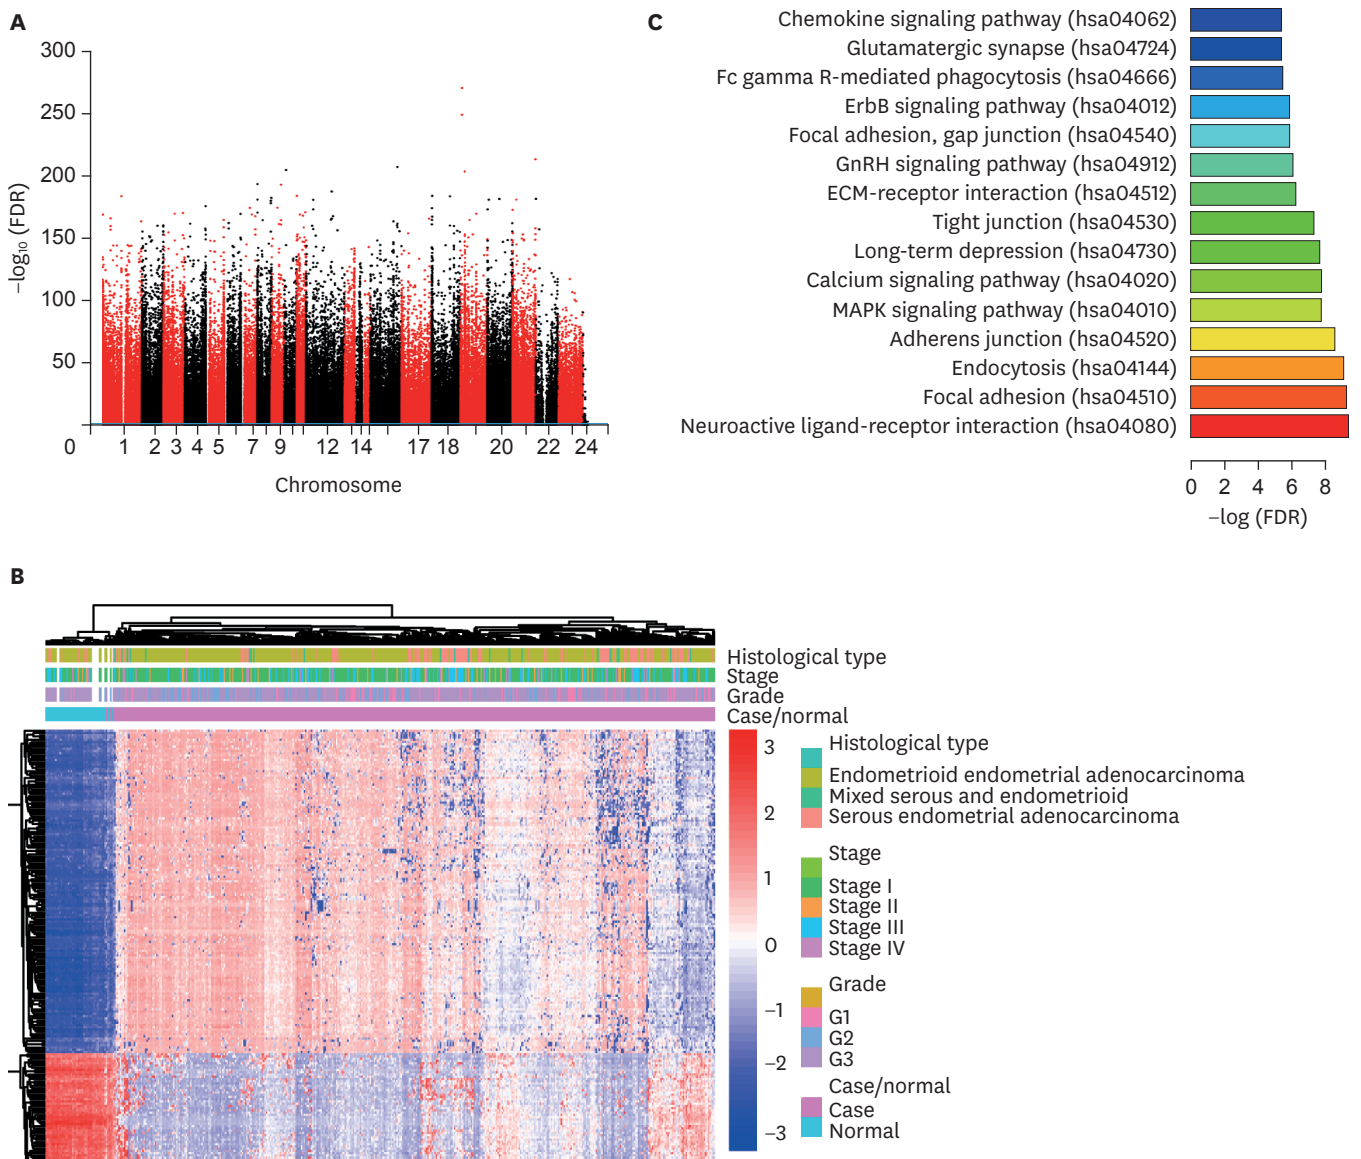 A
300
250
200
150
100
50
0
−log10 (FDR)
1 2 3 4 5 7 9 12 17 18 20 22 24
Chromosome
C
Chemokine signaling pathway (hsa04062)
Glutamatergic synapse (hsa04724)
Fc gamma R-mediated phagocytosis (hsa04666)
ErbB signaling pathway (hsa04012)
Focal adhesion, gap junction (hsa04540)
GnRH signaling pathway (hsa04912)
ECM-receptor interaction (hsa04512)
Tight junction (hsa04530)
Long-term depression (hsa04730)
Calcium signaling pathway (hsa04020)
MAPK signaling pathway (hsa04010)
Adherens junction (hsa04520)
Endocytosis (hsa04144)
Focal adhesion (hsa04510)
Neuroactive ligand-receptor interaction (hsa04080)
0 2 4 6 8
−log (FDR)
B
Histological type
Stage
Grade
Case/normal
3
2
1
0
−1
−2
−3
Histological type
Endometrioid endometrial adenocarcinoma
Mixed serous and endometrioid
Serous endometrial adenocarcinoma
Stage
Stage I
Stage II
Stage III
Stage IV
Grade
G1
G2
G3
Case/normal
Case
Normal